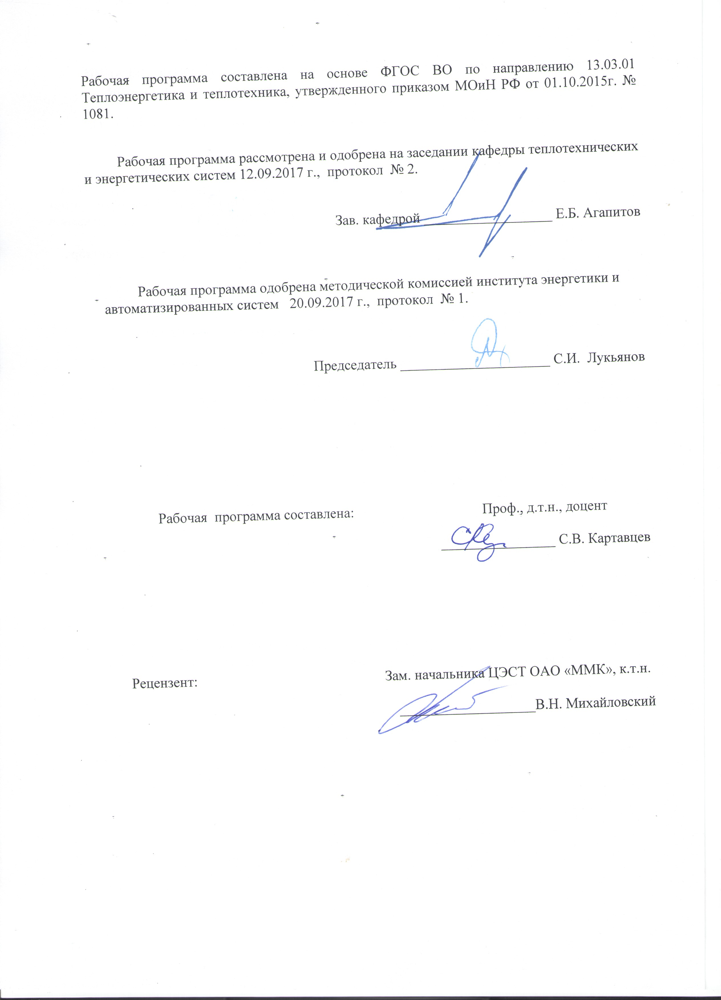 Рабочая программа составлена на основе ФГОС ВО по направлению 13.03.01
Теплоэнергетика и теплотехника, утвержденного приказом МОиН РФ от 01.10.2015г. №
1081.
Рабочая программа рассмотрена и одобрена на заседании кафедры теплотехнических
и энергетических систем 12.09.2017 г., протокол № 2.
Зав. кафедрой __________________ Е.Б. Агапитов
Рабочая программа одобрена методической комиссией института энергетики и
автоматизированных систем 20.09.2017 г., протокол № 1.
Председатель _____________________ С.И. Лукьянов
Рабочая программа составлена: Проф., д.т.н., доцент
________________ С.В. Картавцев
Рецензент: Зам. начальника ЦЭСТ ОАО «ММК», к.т.н.
___________________В.Н. Михайловский